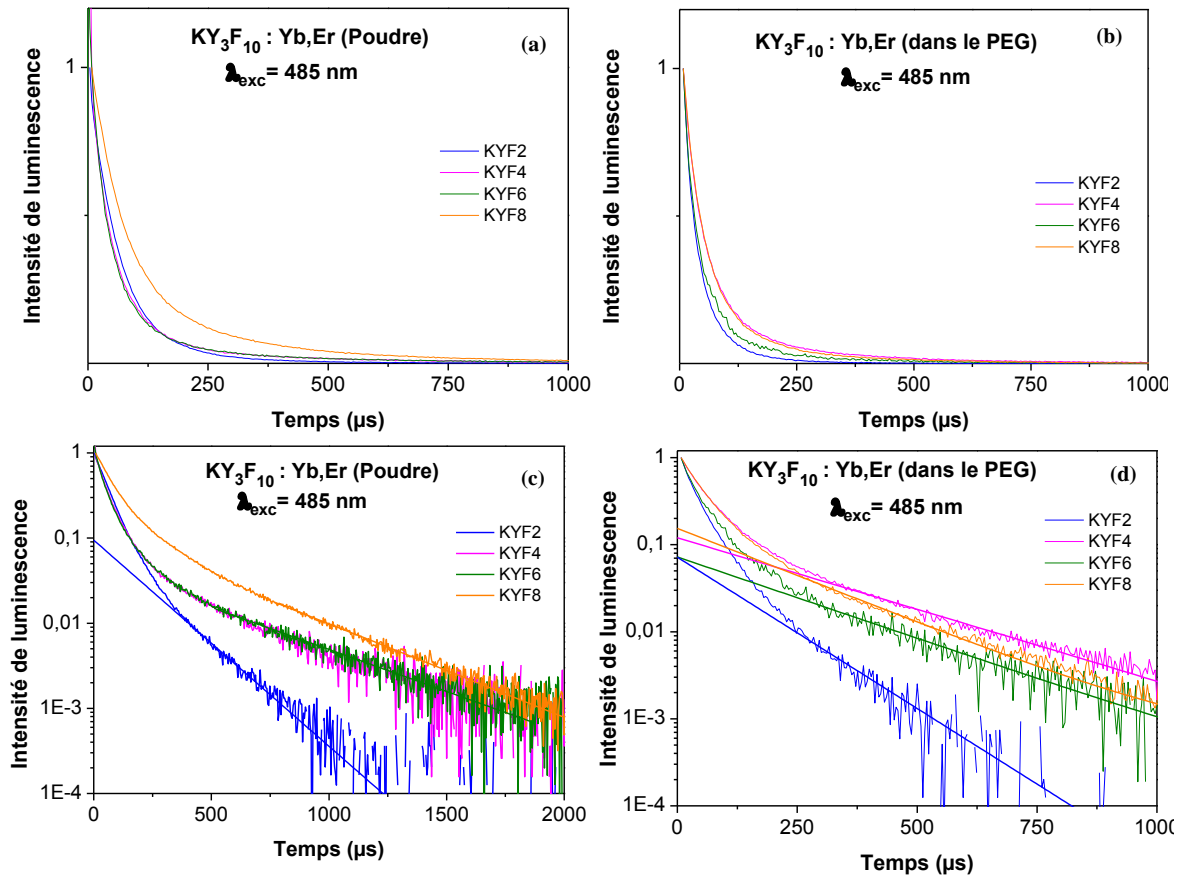 KY3F10 : Yb,Er (Poudre)
(a)
λexc= 485 nm
KYF2
KYF4
KYF6
KYF8
Intensité de luminescence
1
0
250
500
750
1000
Temps (µs)
KY3F10 : Yb,Er (dans le PEG)
(b)
λexc= 485 nm
KYF2
KYF4
KYF6
KYF8
Intensité de luminescence
1
0
250
500
750
1000
Temps (µs)
KY3F10 : Yb,Er (Poudre)
(c)
λexc= 485 nm
KYF2
KYF4
KYF6
KYF8
Intensité de luminescence
1
0,1
0,01
1E-3
1E-4
0
500
1000
1500
2000
Temps (µs)
KY3F10 : Yb,Er (dans le PEG)
(d)
λexc= 485 nm
KYF2
KYF4
KYF6
KYF8
Intensité de luminescence
1
0,1
0,01
1E-3
1E-4
0
250
500
750
1000
Temps (µs)